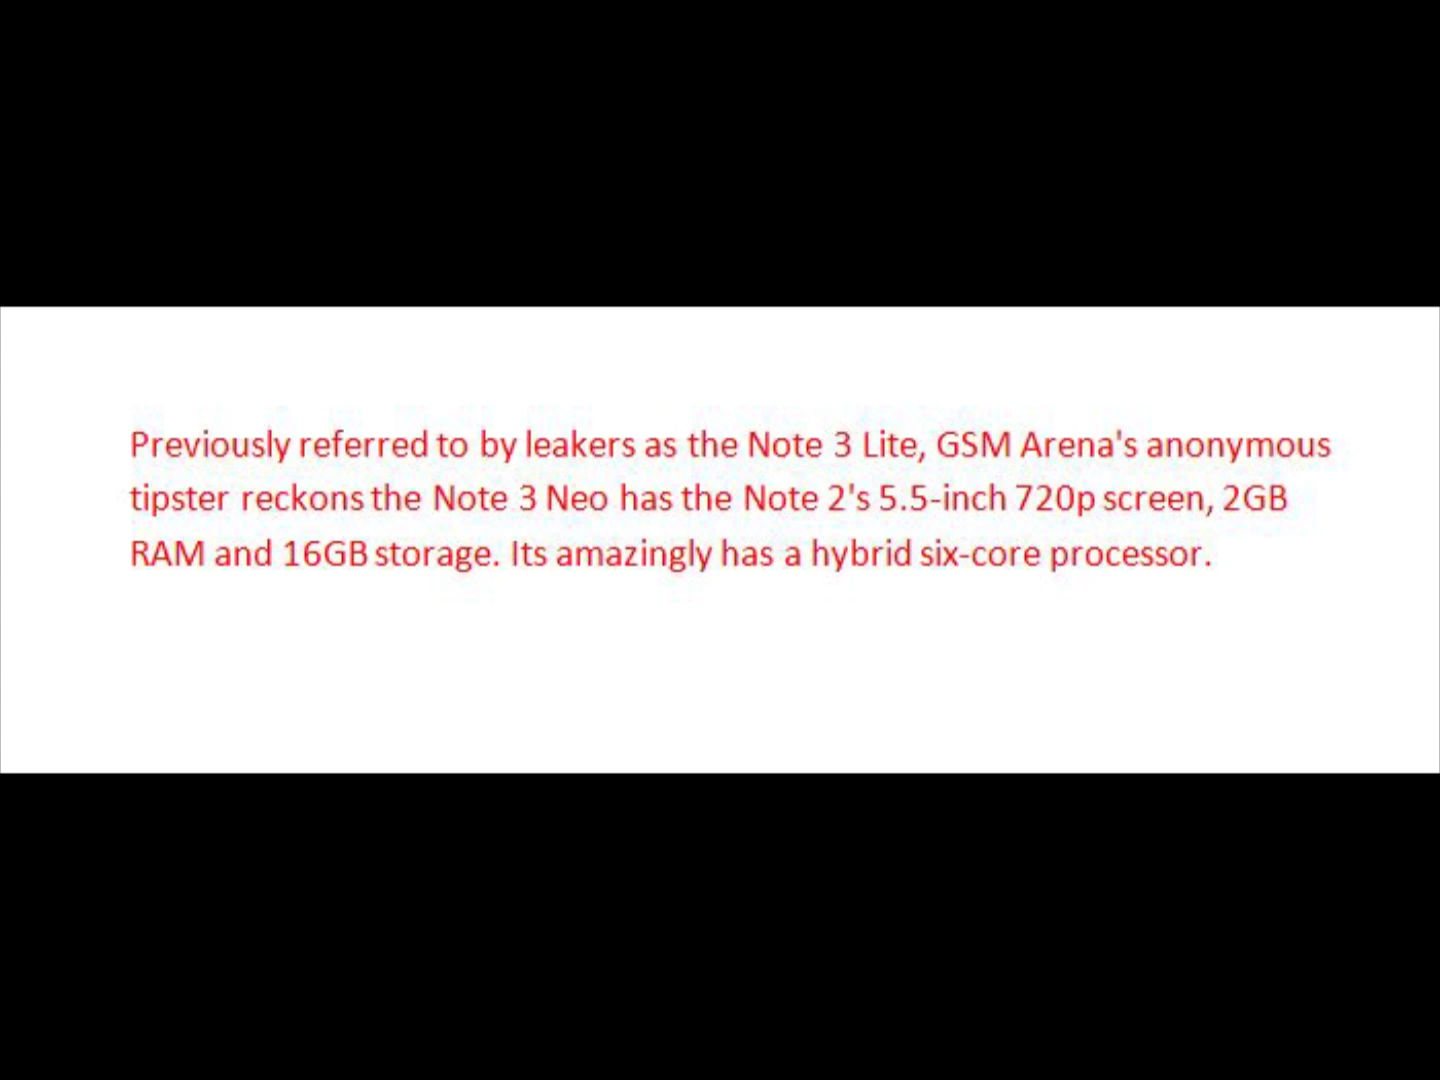 Previously referred to by leakers as the Note 3 Lite, GSM Arena's anonymous
tipster reckons the Note 3 Neo has the Note 2's 5.5-inch 720p screen, 2GB
RAM and 16GB storage. Its amazingly has a hybrid six-core processor.